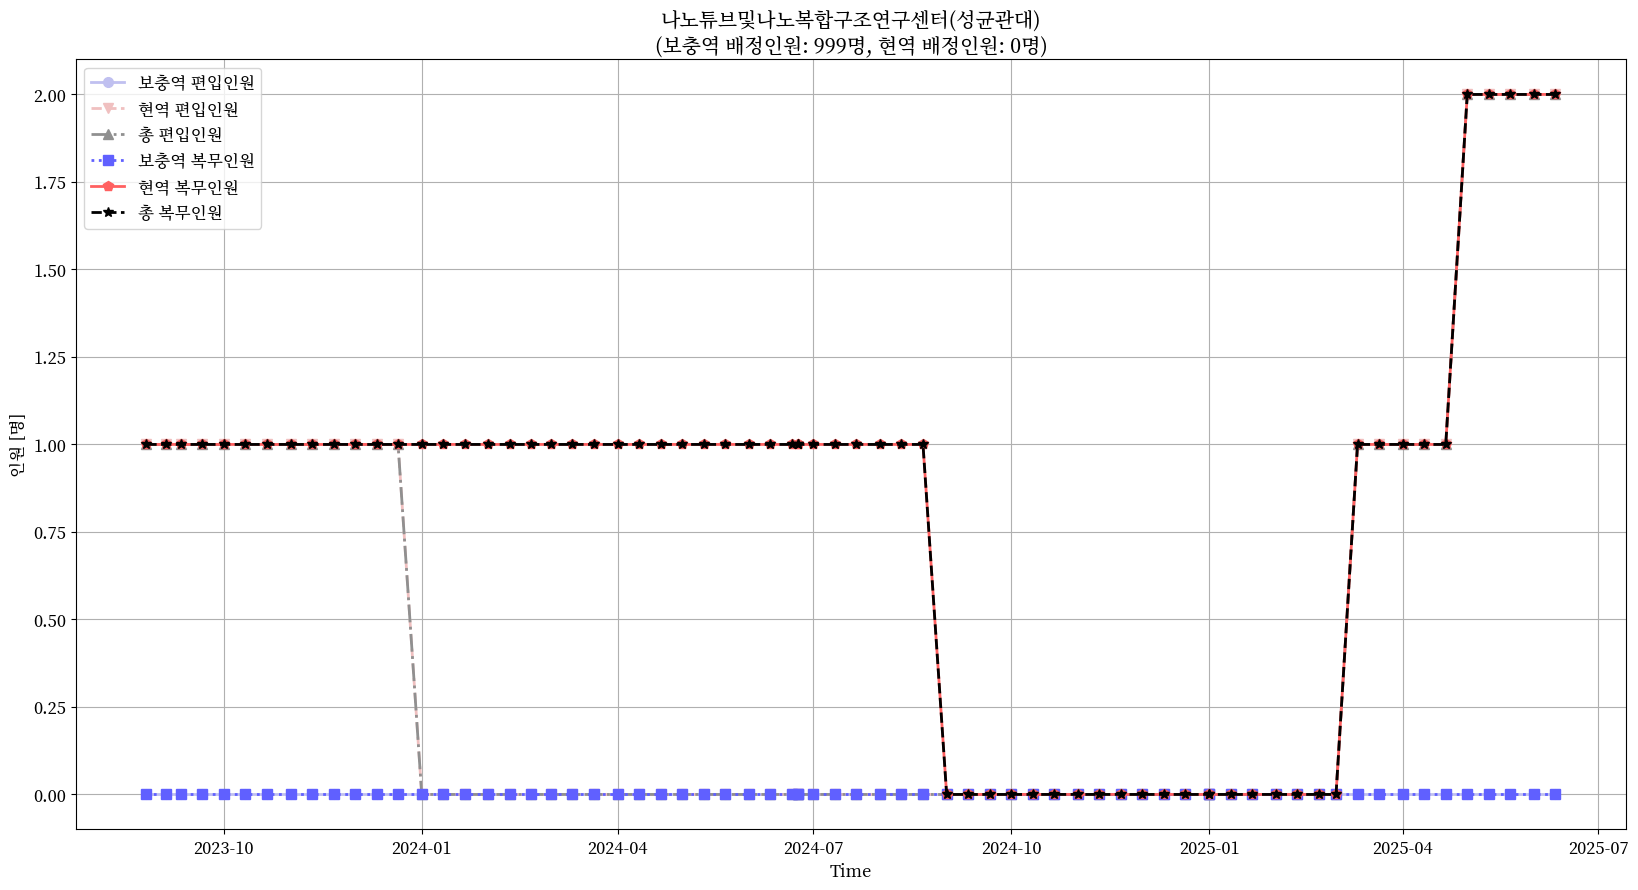 나노튜브및나노복합구조연구센터(성균관대)
(보충역 배정인원: 999명, 현역 배정인원: 0명)
보충역 편입인원
현역 편입인원
총 편입인원
보충역 복무인원
현역 복무인원
총 복무인원
인원 [명]
2.00
1.75
1.50
1.25
1.00
0.75
0.50
0.25
0.00
2023-10
2024-01
2024-04
2024-07
2024-10
2025-01
2025-04
2025-07
Time